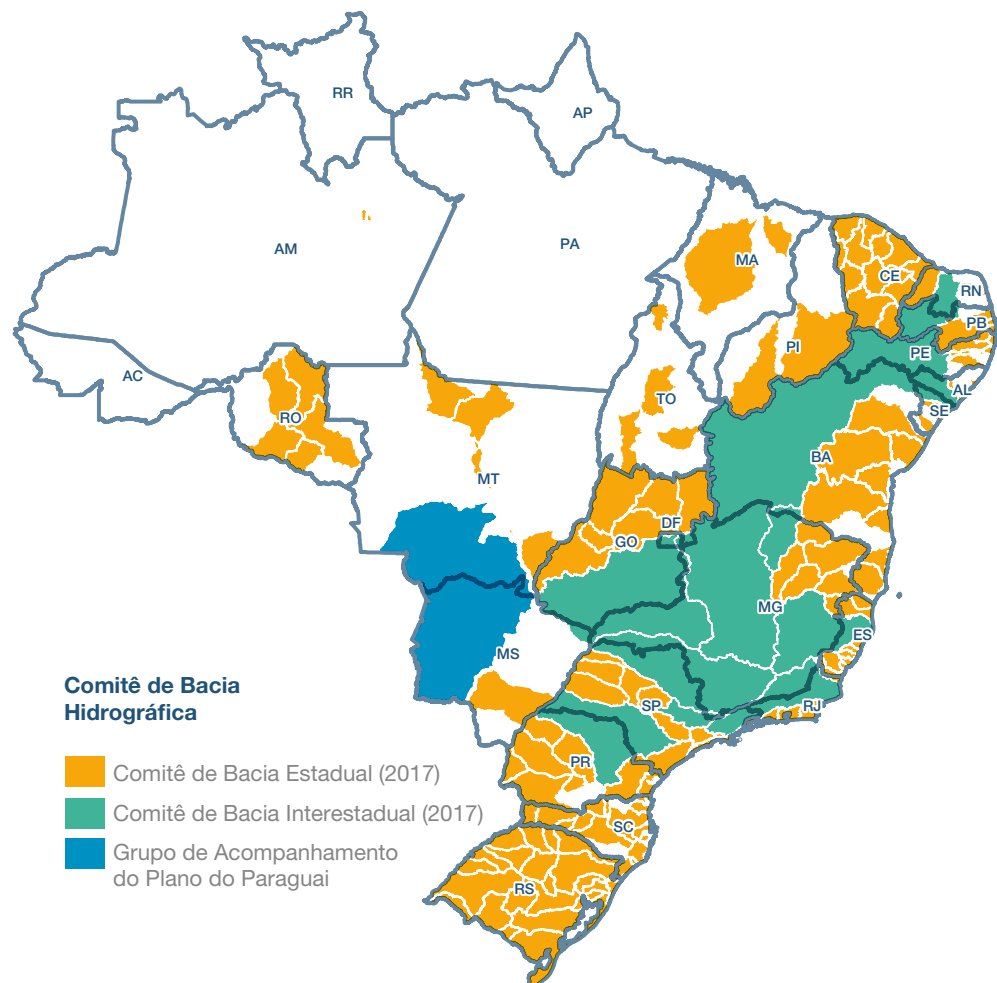 RR
AP
AM
PA
MA
CE
RN
PB
PI
PE
AC
TO
AL
SE
RO
BA
MT
DF
GO
MG
ES
MS
SP
RJ
PR
SC
RS
Comitê de Bacia
Hidrográfica
Comitê de Bacia Estadual (2017)
Comitê de Bacia Interestadual (2017)
Grupo de Acompanhamento
do Plano do Paraguai